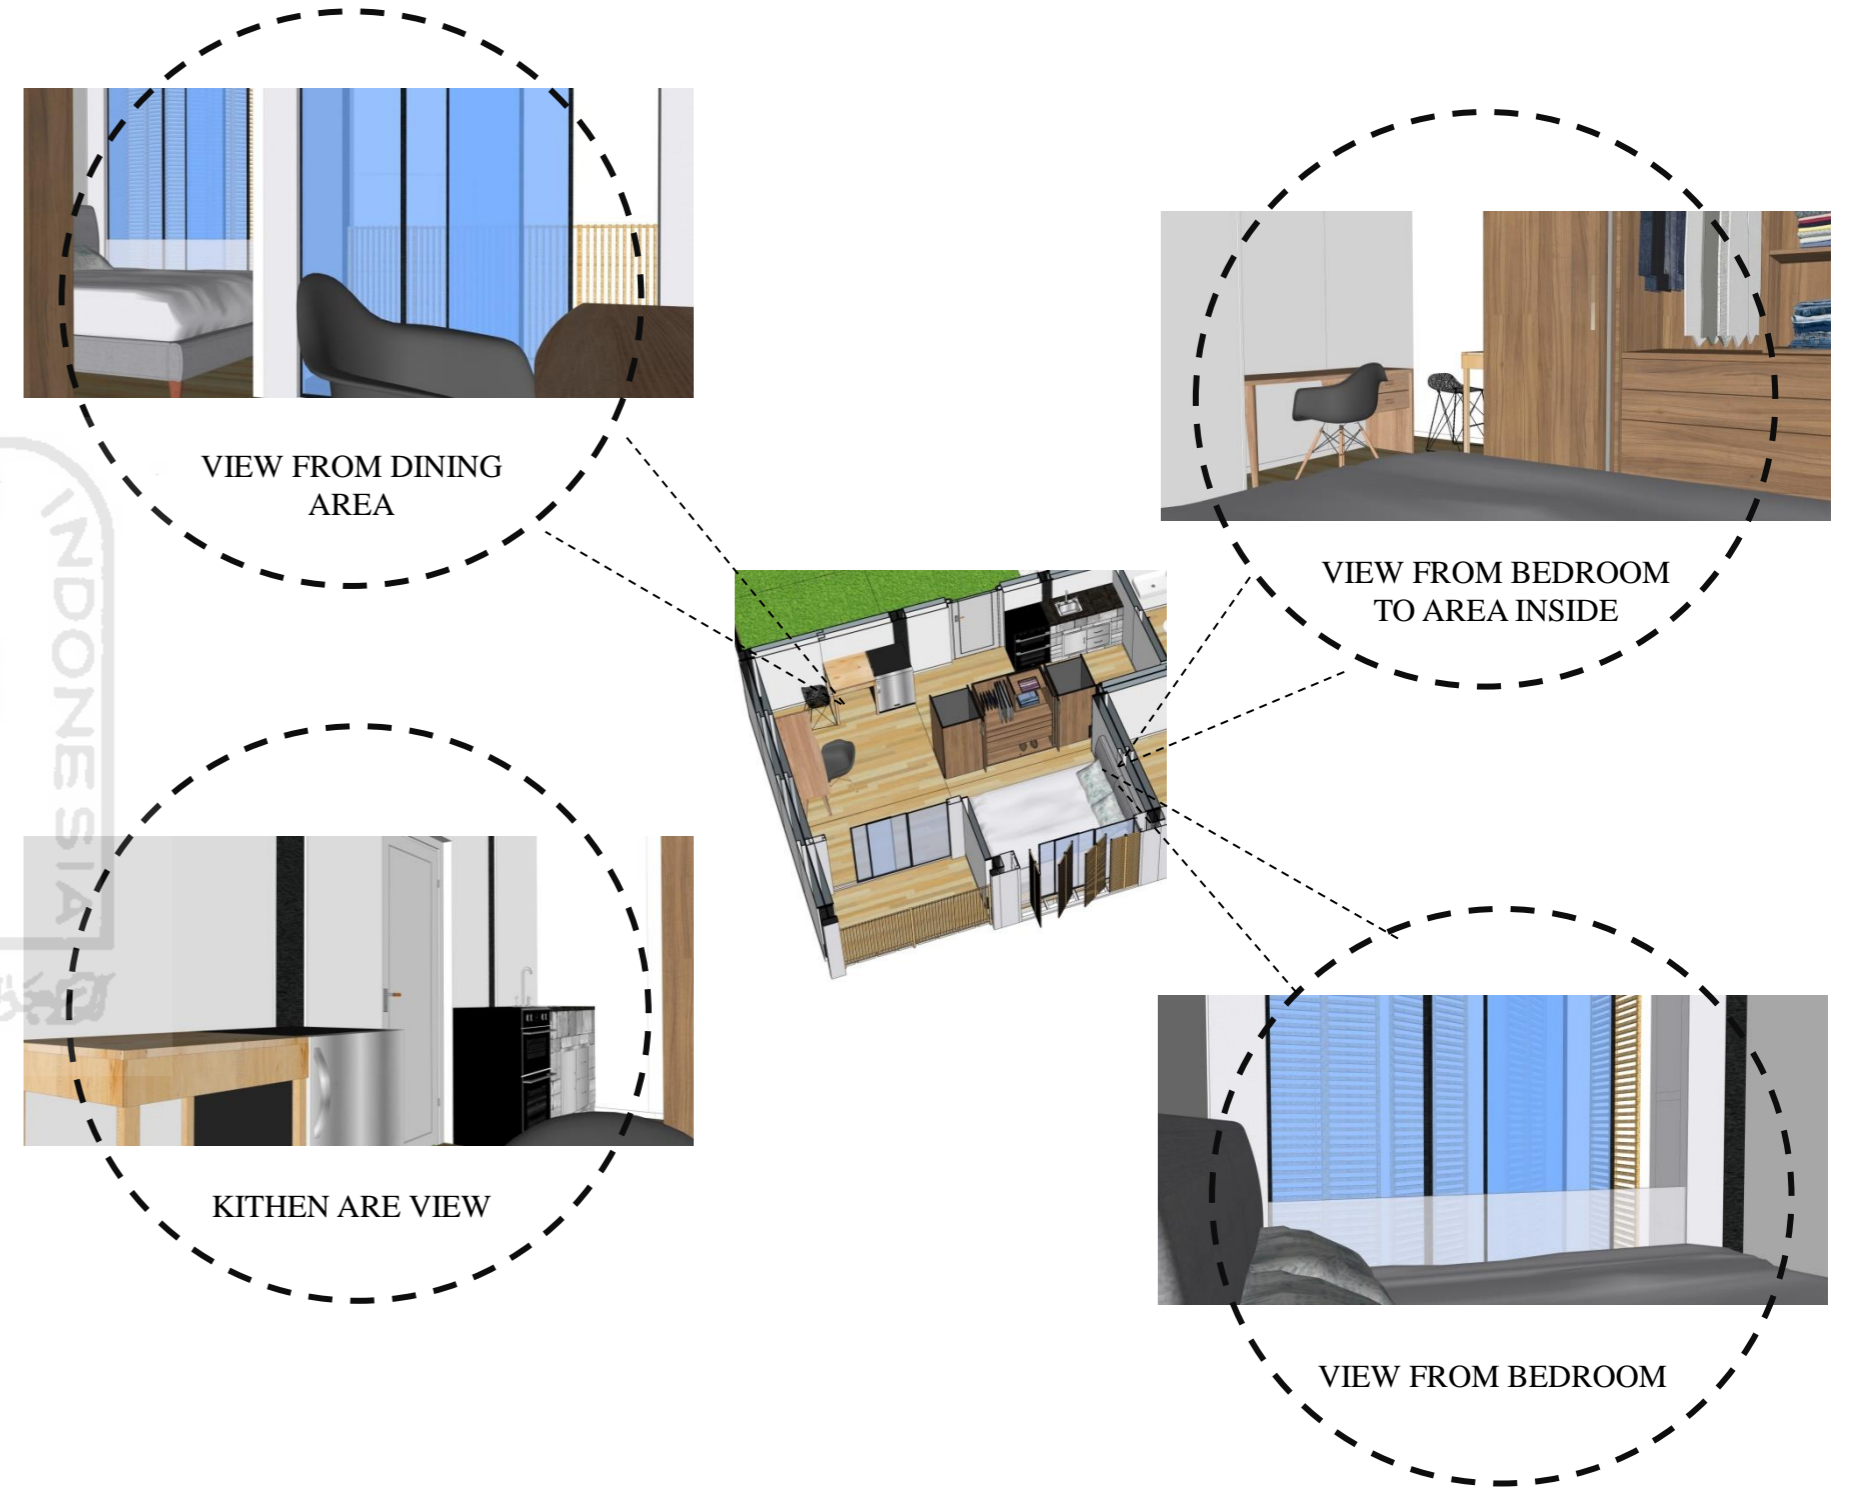 VIEW FROM DINING
AREA
VIEW FROM BEDROOM
TO AREA INSIDE
INDONESIA
KITHEN ARE VIEW
VIEW FROM BEDROOM